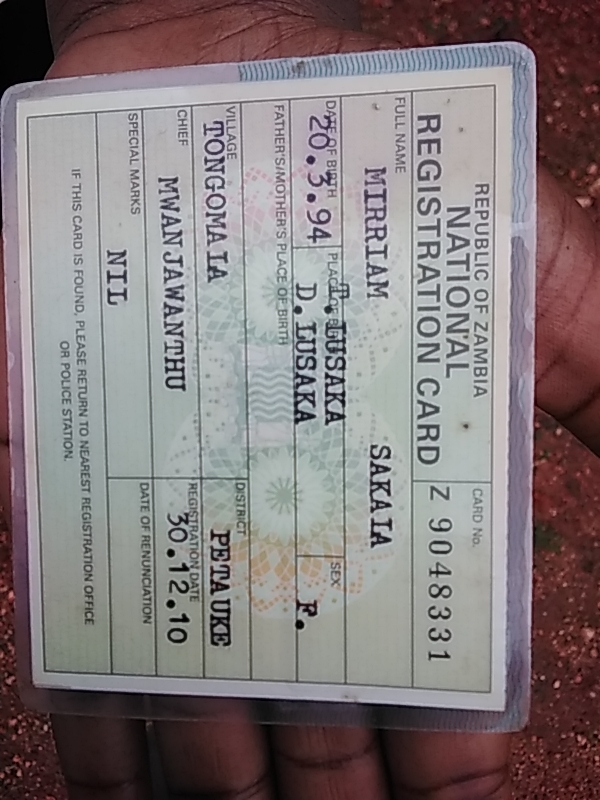 REPUBLIC OF ZAMBIA
NATIONAL
REGISTRATION CARD
CARD No.
Z 9048331
FULL NAME
MIRRIAM SAKAIA
DATE OF BIRTH
20.3.94
PLACE OF BIRTH
T.LUSAKA
D.LUSAKA
SEX
F.
FATHER'S/MOTHER'S PLACE OF BIRTH
VILLAGE
TONGOMAIA
DISTRICT
PETAUKE
CHIEF
MWANJAWANTHU
REGISTRATION DATE
30.12.10
SPECIAL MARKS
NIL
DATE OF RENUNCIATION
IF THIS CARD IS FOUND, PLEASE RETURN TO NEAREST REGISTRATION OFFICE
OR POLICE STATION.